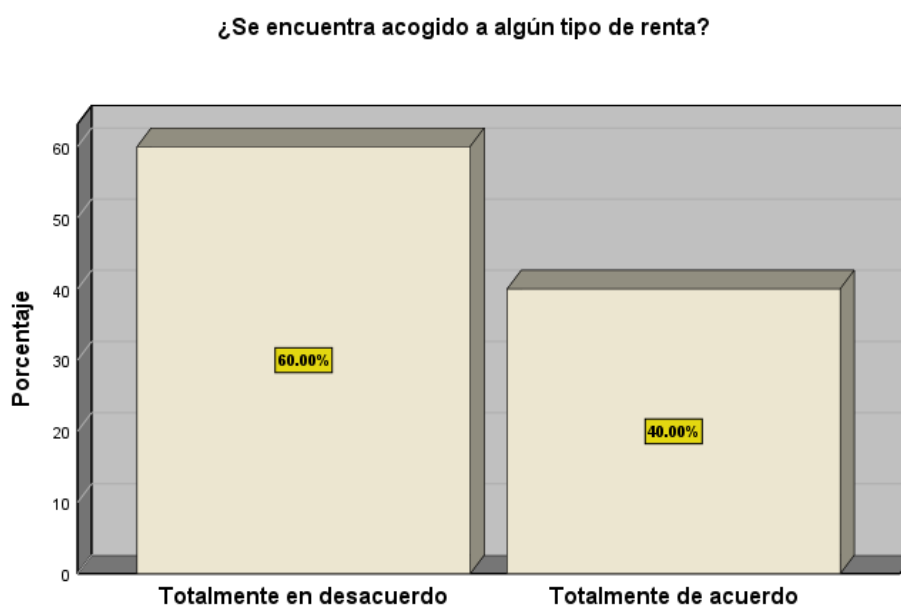 ¿Se encuentra acogido a algún tipo de renta?
Porcentaje
60
50
40
30
20
10
0
60.00%
40.00%
Totalmente en desacuerdo
Totalmente de acuerdo